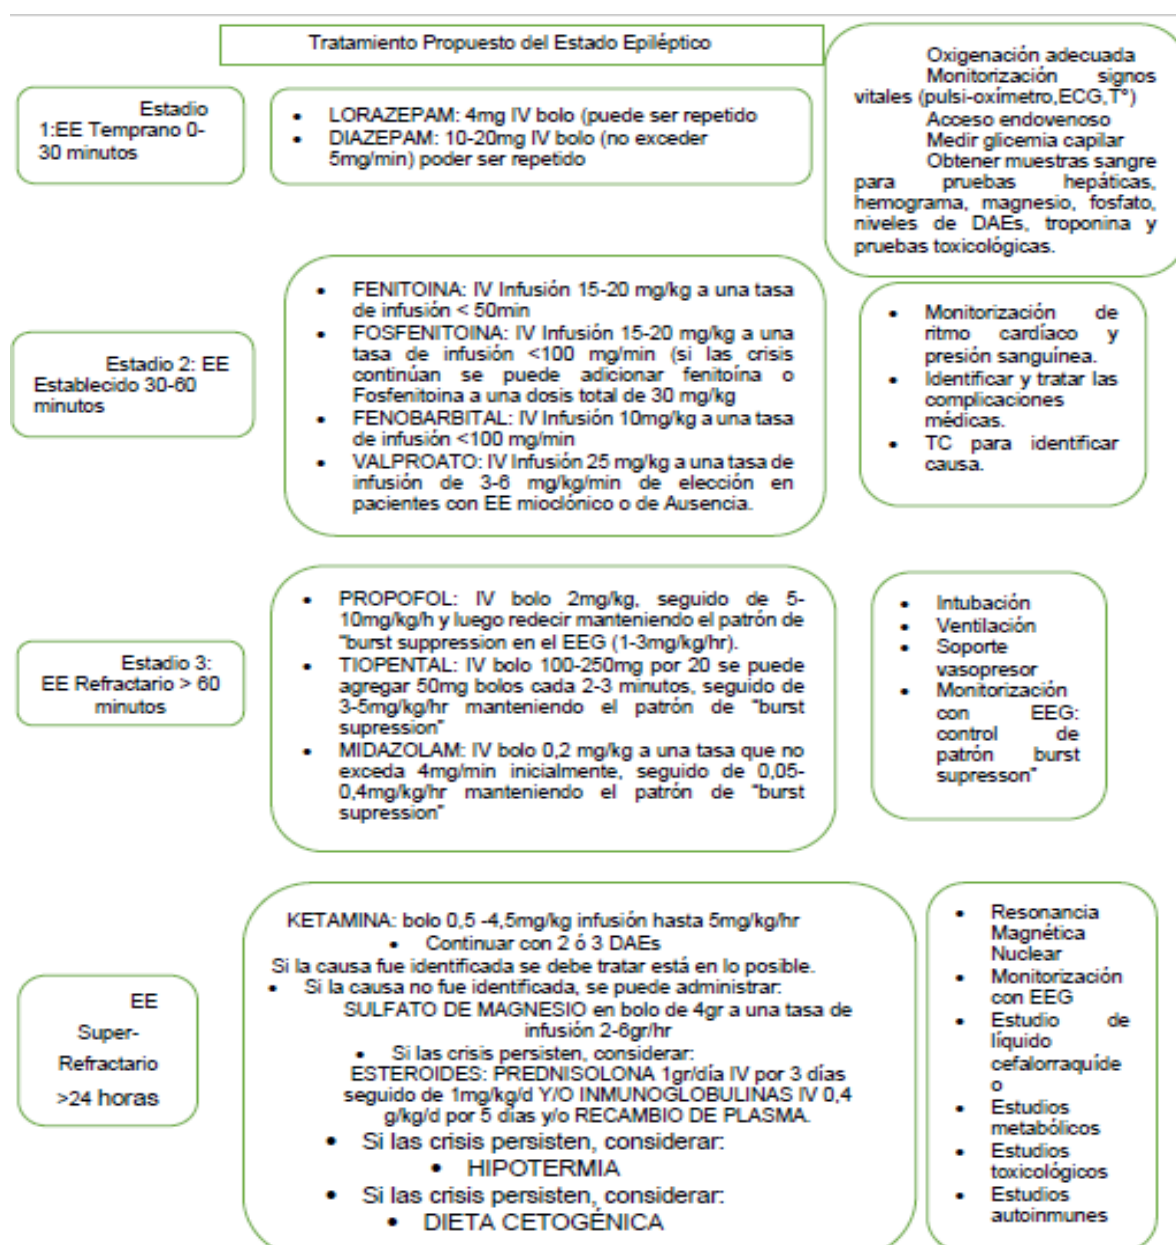 Tratamiento Propuesto del Estado Epiléptico
Estadio
1:EE Temprano 0-
30 minutos
• LORAZEPAM: 4mg IV bolo (puede ser repetido
• DIAZEPAM: 10-20mg IV bolo (no exceder
5mg/min) poder ser repetido
Oxigenación adecuada
Monitorización signos
vitales (pulsi-oxímetro,ECG,T°)
Acceso endovenoso
Medir glicemia capilar
Obtener muestras sangre
para pruebas hepáticas,
hemograma, magnesio, fosfato,
niveles de DAEs, troponina y
pruebas toxicológicas.
Estadio 2: EE
Establecido 30-60
minutos
• FENITOINA: IV Infusión 15-20 mg/kg a una tasa
de infusión < 50min
• FOSFENITOINA: IV Infusión 15-20 mg/kg a una
tasa de infusión <100 mg/min (si las crisis
continúan se puede adicionar fenitoína o
Fosfenitoina a una dosis total de 30 mg/kg
• FENOBARBITAL: IV Infusión 10mg/kg a una tasa
de infusión <100 mg/min
• VALPROATO: IV Infusión 25 mg/kg a una tasa de
infusión de 3-6 mg/kg/min de elección en
pacientes con EE mioclónico o de Ausencia.
• Monitorización de
ritmo cardíaco y
presión sanguínea.
• Identificar y tratar las
complicaciones
médicas.
• TC para identificar
causa.
Estadio 3:
EE Refractario > 60
minutos
• PROPOFOL: IV bolo 2mg/kg, seguido de 5-
10mg/kg/h y luego redecir manteniendo el patrón de
"burst suppression en el EEG (1-3mg/kg/hr).
• TIOPENTAL: IV bolo 100-250mg por 20 se puede
agregar 50mg bolos cada 2-3 minutos, seguido de
3-5mg/kg/hr manteniendo el patrón de "burst
supression"
• MIDAZOLAM: IV bolo 0,2 mg/kg a una tasa que no
exceda 4mg/min inicialmente, seguido de 0,05-
0,4mg/kg/hr manteniendo el patrón de "burst
supression"
• Intubación
• Ventilación
• Soporte
vasopresor
• Monitorización
con EEG:
control de
patrón burst
supresson"
EE
Super-
Refractario
>24 horas
KETAMINA: bolo 0,5 -4,5mg/kg infusión hasta 5mg/kg/hr
• Continuar con 2 ó 3 DAEs
Si la causa fue identificada se debe tratar está en lo posible.
• Si la causa no fue identificada, se puede administrar:
SULFATO DE MAGNESIO en bolo de 4gr a una tasa de
infusión 2-6gr/hr
• Si las crisis persisten, considerar:
ESTEROIDES: PREDNISOLONA 1gr/día IV por 3 días
seguido de 1mg/kg/d Y/O INMUNOGLOBULINAS IV 0,4
g/kg/d por 5 días y/o RECAMBIO DE PLASMA.
• Si las crisis persisten, considerar:
• HIPOTERMIA
• Si las crisis persisten, considerar:
• DIETA CETOGÉNICA
• Resonancia
Magnética
Nuclear
• Monitorización
con EEG
• Estudio de
líquido
cefalorraquíde
o
• Estudios
metabólicos
• Estudios
toxicológicos
• Estudios
autoinmunes